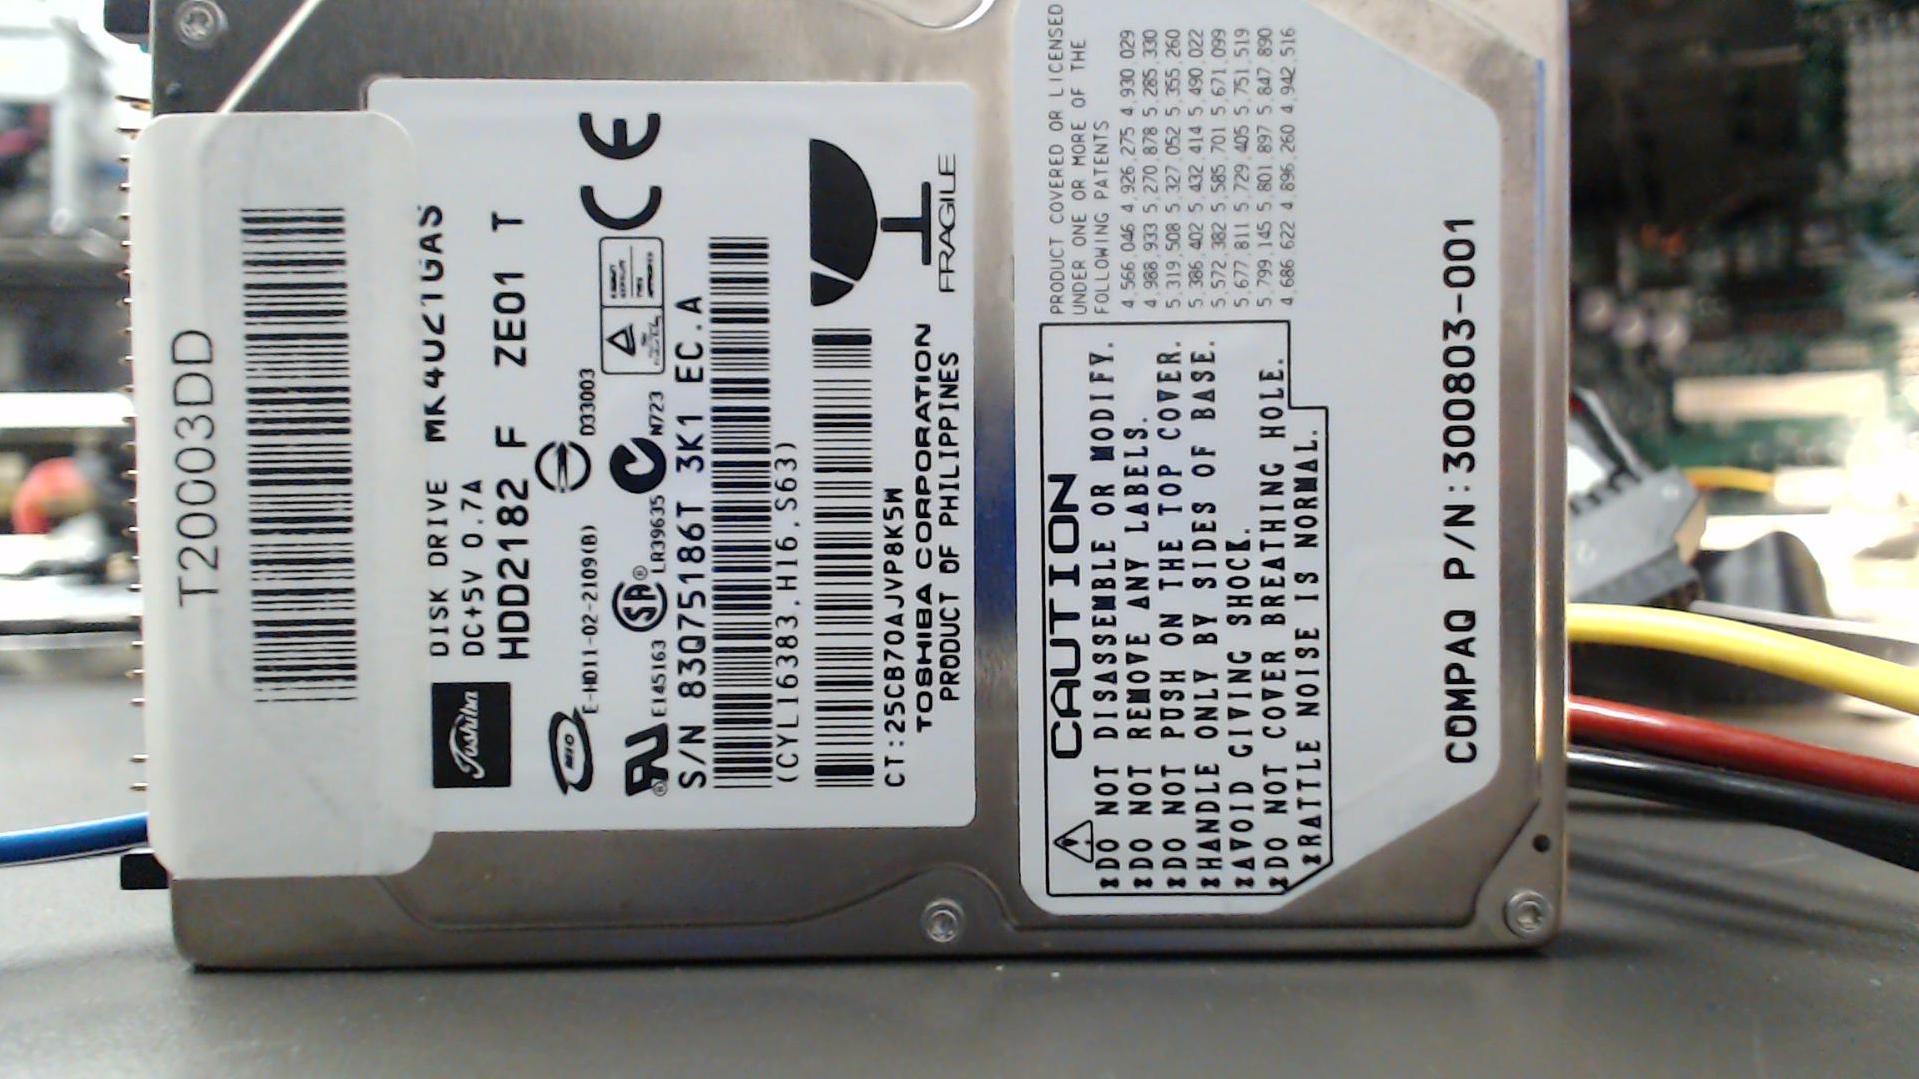 T20003DD
Toshiba
DISK DRIVE MK4021GAS
DC+5V 0.7A
HDD2182 F ZE01 T
E-HD11-02-2109(B) D33003
E145163 LR39635 N723
S/N 83Q75186T 3K1 EC.A
(CYL16383,H16,S63)
CT:25CB70AJVP8K5W
TOSHIBA CORPORATION
PRODUCT OF PHILIPPINES
FRAGILE
CAUTION
DO NOT DISASSEMBLE OR MODIFY.
DO NOT REMOVE ANY LABELS.
DO NOT PUSH ON THE TOP COVER.
HANDLE ONLY BY SIDES OF BASE.
AVOID GIVING SHOCK.
DO NOT COVER BREATHING HOLE.
RATTLE NOISE IS NORMAL.
PRODUCT COVERED OR LICENSED
UNDER ONE OR MORE OF THE
FOLLOWING PATENTS
4,566,046 4,926,275 4,930,029
4,988,933 5,270,878 5,285,330
5,319,508 5,327,052 5,355,260
5,386,402 5,432,414 5,490,022
5,572,382 5,585,701 5,671,099
5,677,811 5,729,405 5,751,519
5,799,145 5,801,897 5,847,890
4,686,622 4,896,260 4,942,516
COMPAQ P/N:300803-001